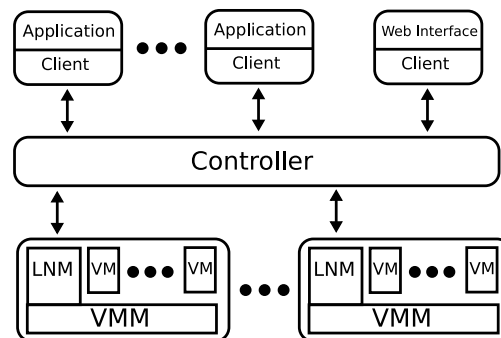 Application
Client
Application
Client
Web Interface
Client
Controller
LNM
VM
VM
VMM
LNM
VM
VM
VMM